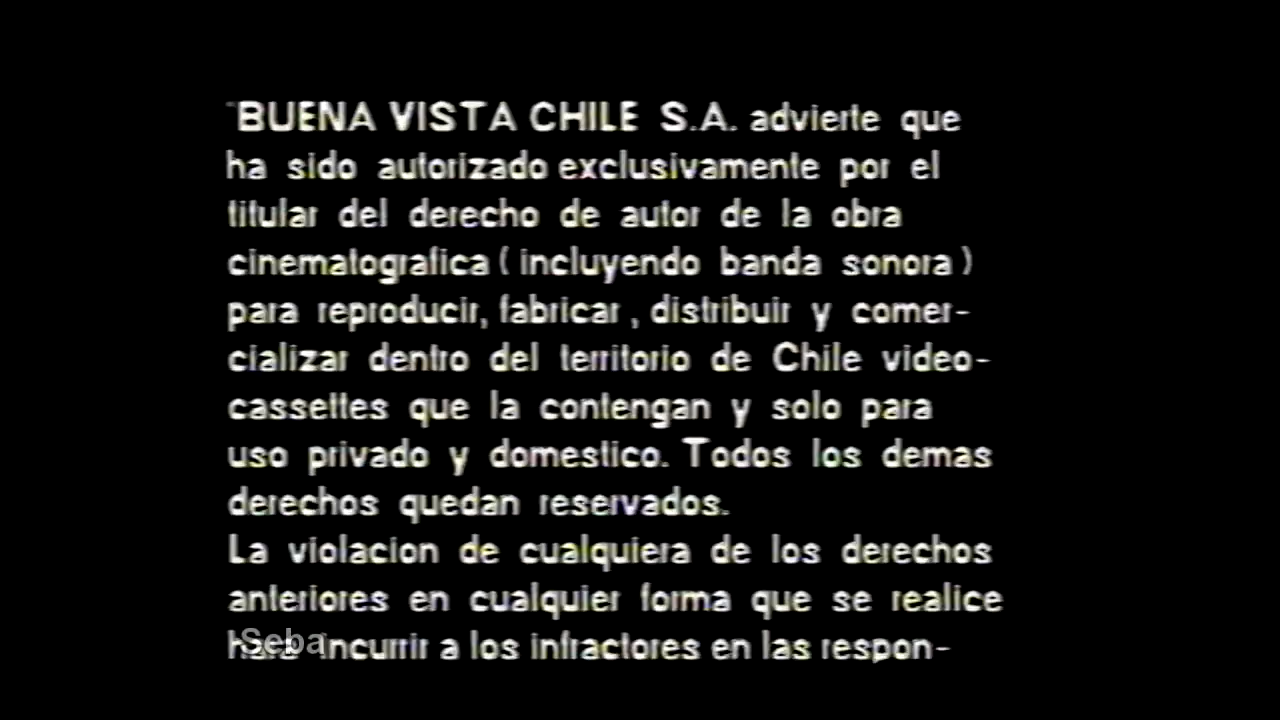 "BUENA VISTA CHILE S.A. advierte que
ha sido autorizado exclusivamente por el
titular del derecho de autor de la obra
cinematografica ( incluyendo banda sonora )
para reproducir, fabricar , distribuir y comer-
cializar dentro del territorio de Chile video-
cassettes que la contengan y solo para
uso privado y domestico. Todos los demas
derechos quedan reservados.
La violacion de cualquiera de los derechos
anteriores en cualquier forma que se realice
hara incurrir a los infractores en las respon-
Seba